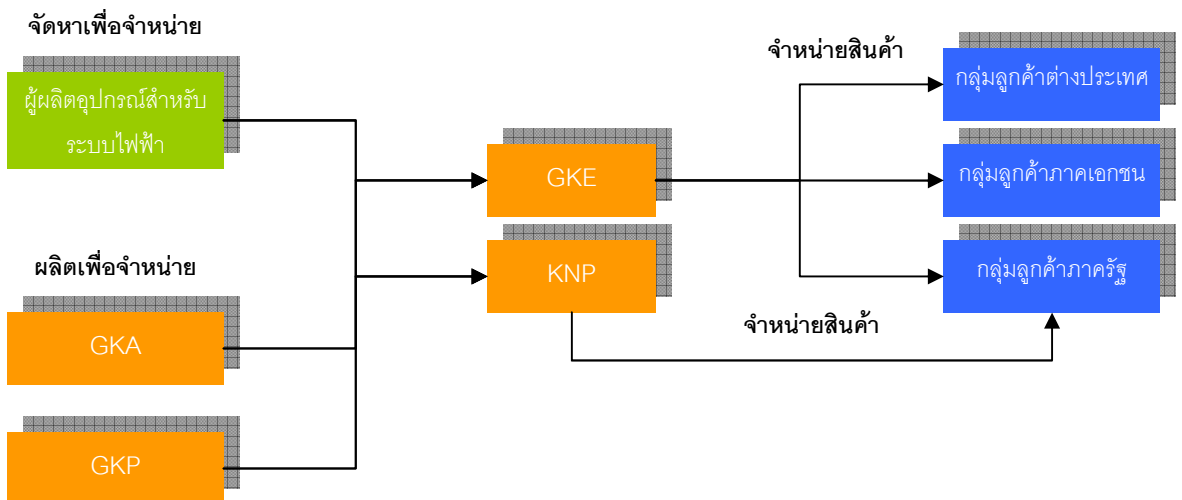 จัดหาเพื่อจำหน่าย
จำหน่ายสินค้า
ผู้ผลิตอุปกรณ์สำหรับ
ระบบไฟฟ้า
กลุ่มลูกค้าต่างประเทศ
GKE
กลุ่มลูกค้าภาคเอกชน
ผลิตเพื่อจำหน่าย
KNP
กลุ่มลูกค้าภาครัฐ
GKA
จำหน่ายสินค้า
GKP